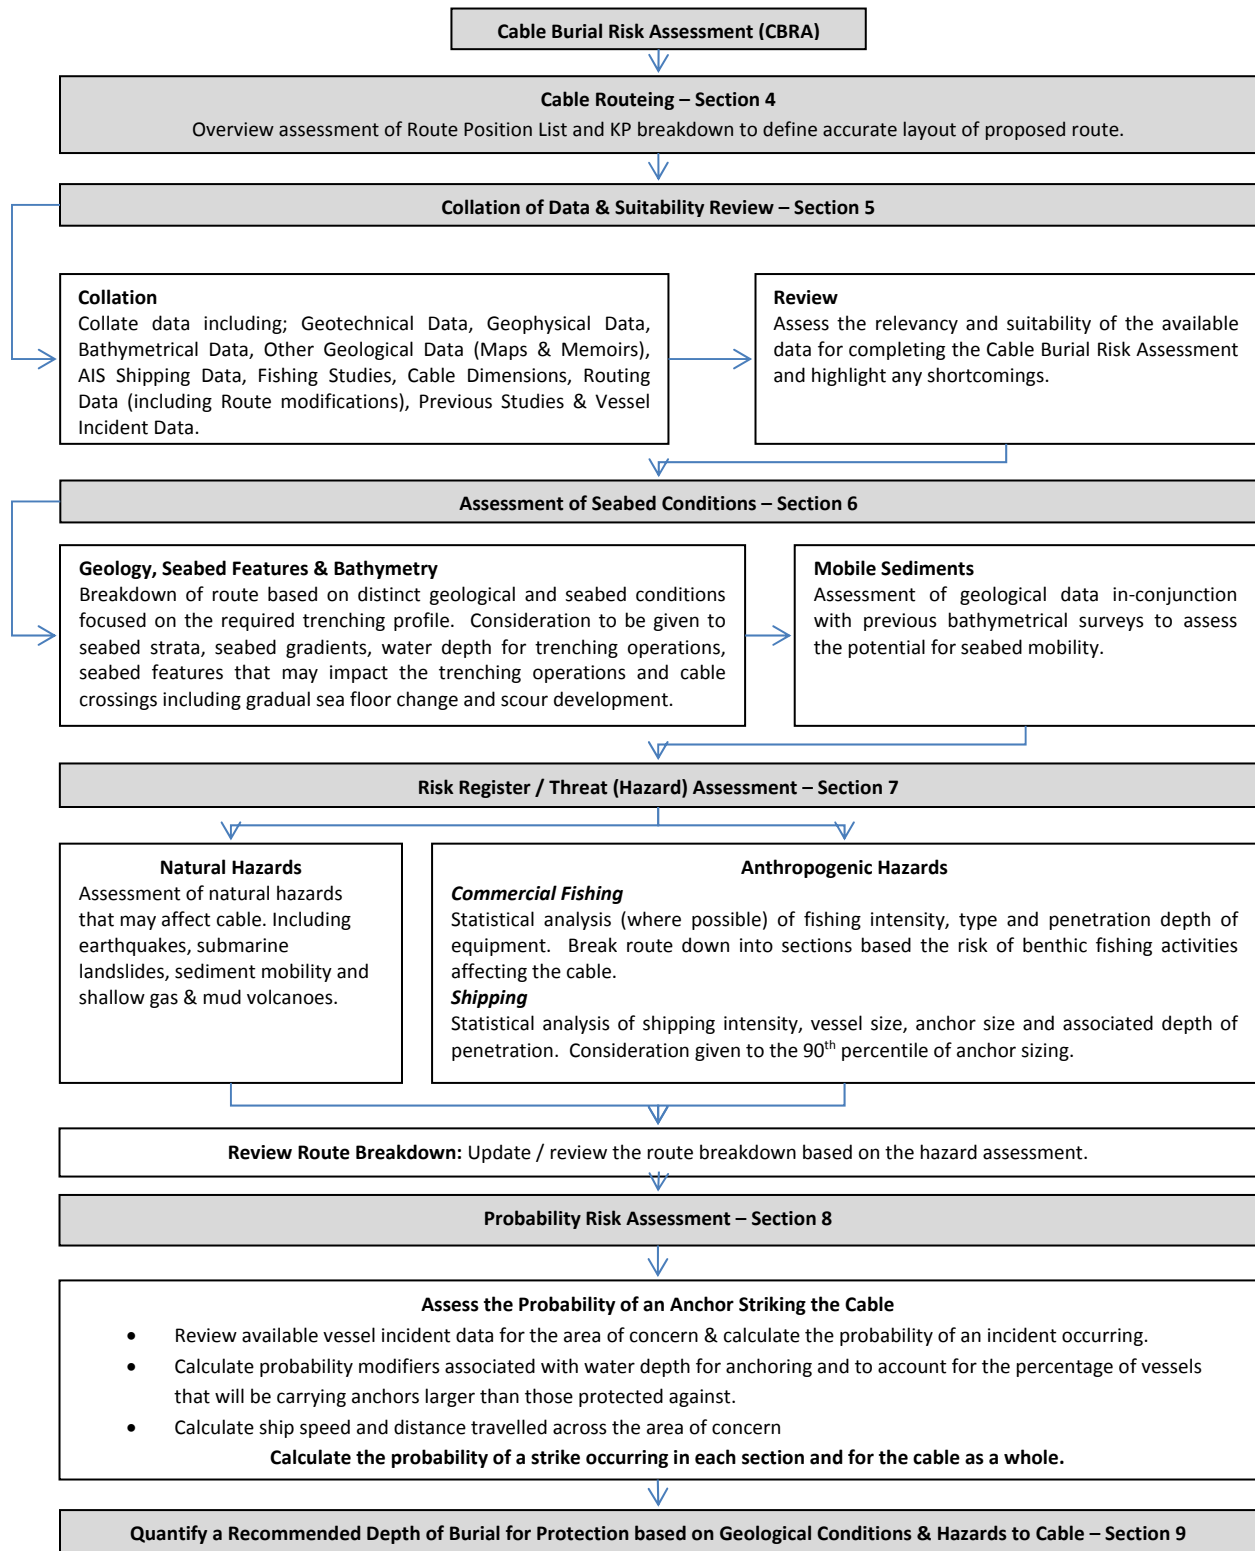 Cable Burial Risk Assessment (CBRA)
Cable Routeing – Section 4
Overview assessment of Route Position List and KP breakdown to define accurate layout of proposed route.
Collation of Data & Suitability Review – Section 5
Collation
Collate data including; Geotechnical Data, Geophysical Data,
Bathymetrical Data, Other Geological Data (Maps & Memoirs),
AIS Shipping Data, Fishing Studies, Cable Dimensions, Routing
Data (including Route modifications), Previous Studies & Vessel
Incident Data.
Review
Assess the relevancy and suitability of the available
data for completing the Cable Burial Risk Assessment
and highlight any shortcomings.
Assessment of Seabed Conditions – Section 6
Geology, Seabed Features & Bathymetry
Breakdown of route based on distinct geological and seabed conditions
focused on the required trenching profile. Consideration to be given to
seabed strata, seabed gradients, water depth for trenching operations,
seabed features that may impact the trenching operations and cable
crossings including gradual sea floor change and scour development.
Mobile Sediments
Assessment of geological data in-conjunction
with previous bathymetrical surveys to assess
the potential for seabed mobility.
Risk Register / Threat (Hazard) Assessment – Section 7
Natural Hazards
Assessment of natural hazards
that may affect cable. Including
earthquakes, submarine
landslides, sediment mobility and
shallow gas & mud volcanoes.
Anthropogenic Hazards
Commercial Fishing
Statistical analysis (where possible) of fishing intensity, type and penetration depth of
equipment. Break route down into sections based the risk of benthic fishing activities
affecting the cable.
Shipping
Statistical analysis of shipping intensity, vessel size, anchor size and associated depth of
penetration. Consideration given to the 90th percentile of anchor sizing.
Review Route Breakdown: Update / review the route breakdown based on the hazard assessment.
Probability Risk Assessment – Section 8
Assess the Probability of an Anchor Striking the Cable
• Review available vessel incident data for the area of concern & calculate the probability of an incident occurring.
• Calculate probability modifiers associated with water depth for anchoring and to account for the percentage of vessels
that will be carrying anchors larger than those protected against.
• Calculate ship speed and distance travelled across the area of concern
Calculate the probability of a strike occurring in each section and for the cable as a whole.
Quantify a Recommended Depth of Burial for Protection based on Geological Conditions & Hazards to Cable – Section 9